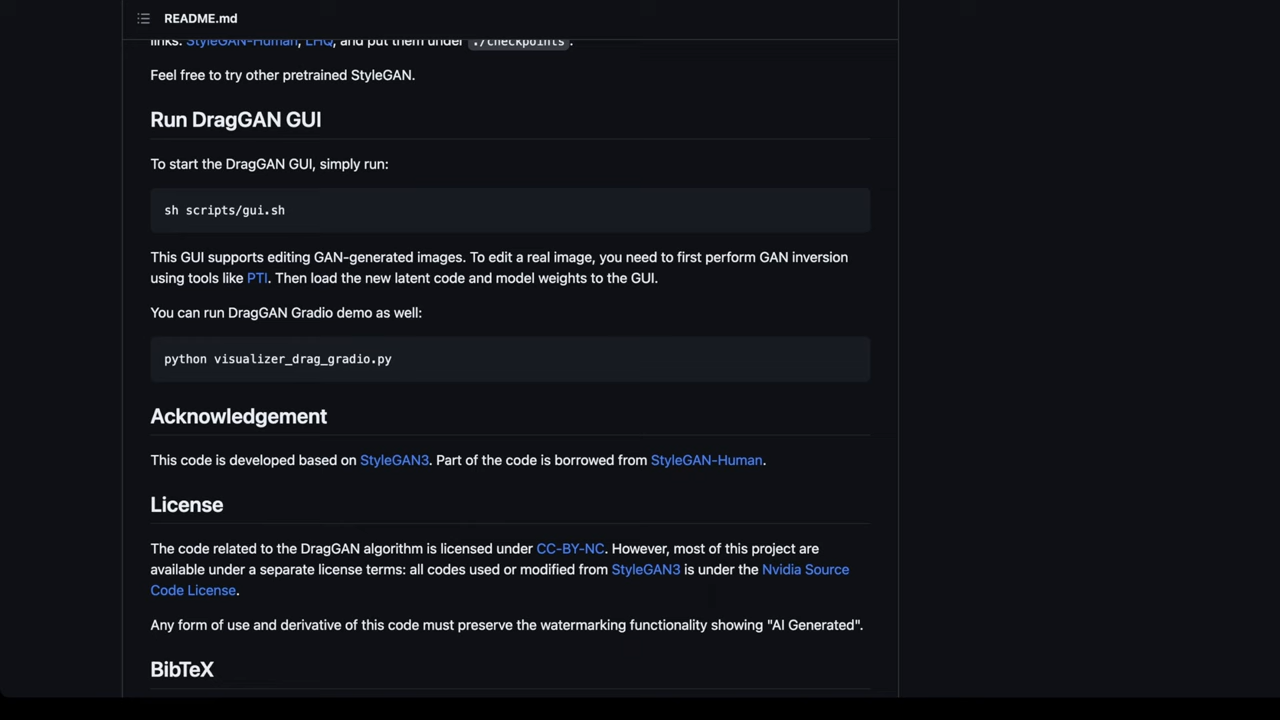 README.md
links: StyleGAN-Human, LHQ, and put them under ./checkpoints.
Feel free to try other pretrained StyleGAN.
Run DragGAN GUI
To start the DragGAN GUI, simply run:
sh scripts/gui.sh
This GUI supports editing GAN-generated images. To edit a real image, you need to first perform GAN inversion
using tools like PTI. Then load the new latent code and model weights to the GUI.
You can run DragGAN Gradio demo as well:
python visualizer_drag_gradio.py
Acknowledgement
This code is developed based on StyleGAN3. Part of the code is borrowed from StyleGAN-Human.
License
The code related to the DragGAN algorithm is licensed under CC-BY-NC. However, most of this project are
available under a separate license terms: all codes used or modified from StyleGAN3 is under the Nvidia Source
Code License.
Any form of use and derivative of this code must preserve the watermarking functionality showing "AI Generated".
BibTeX